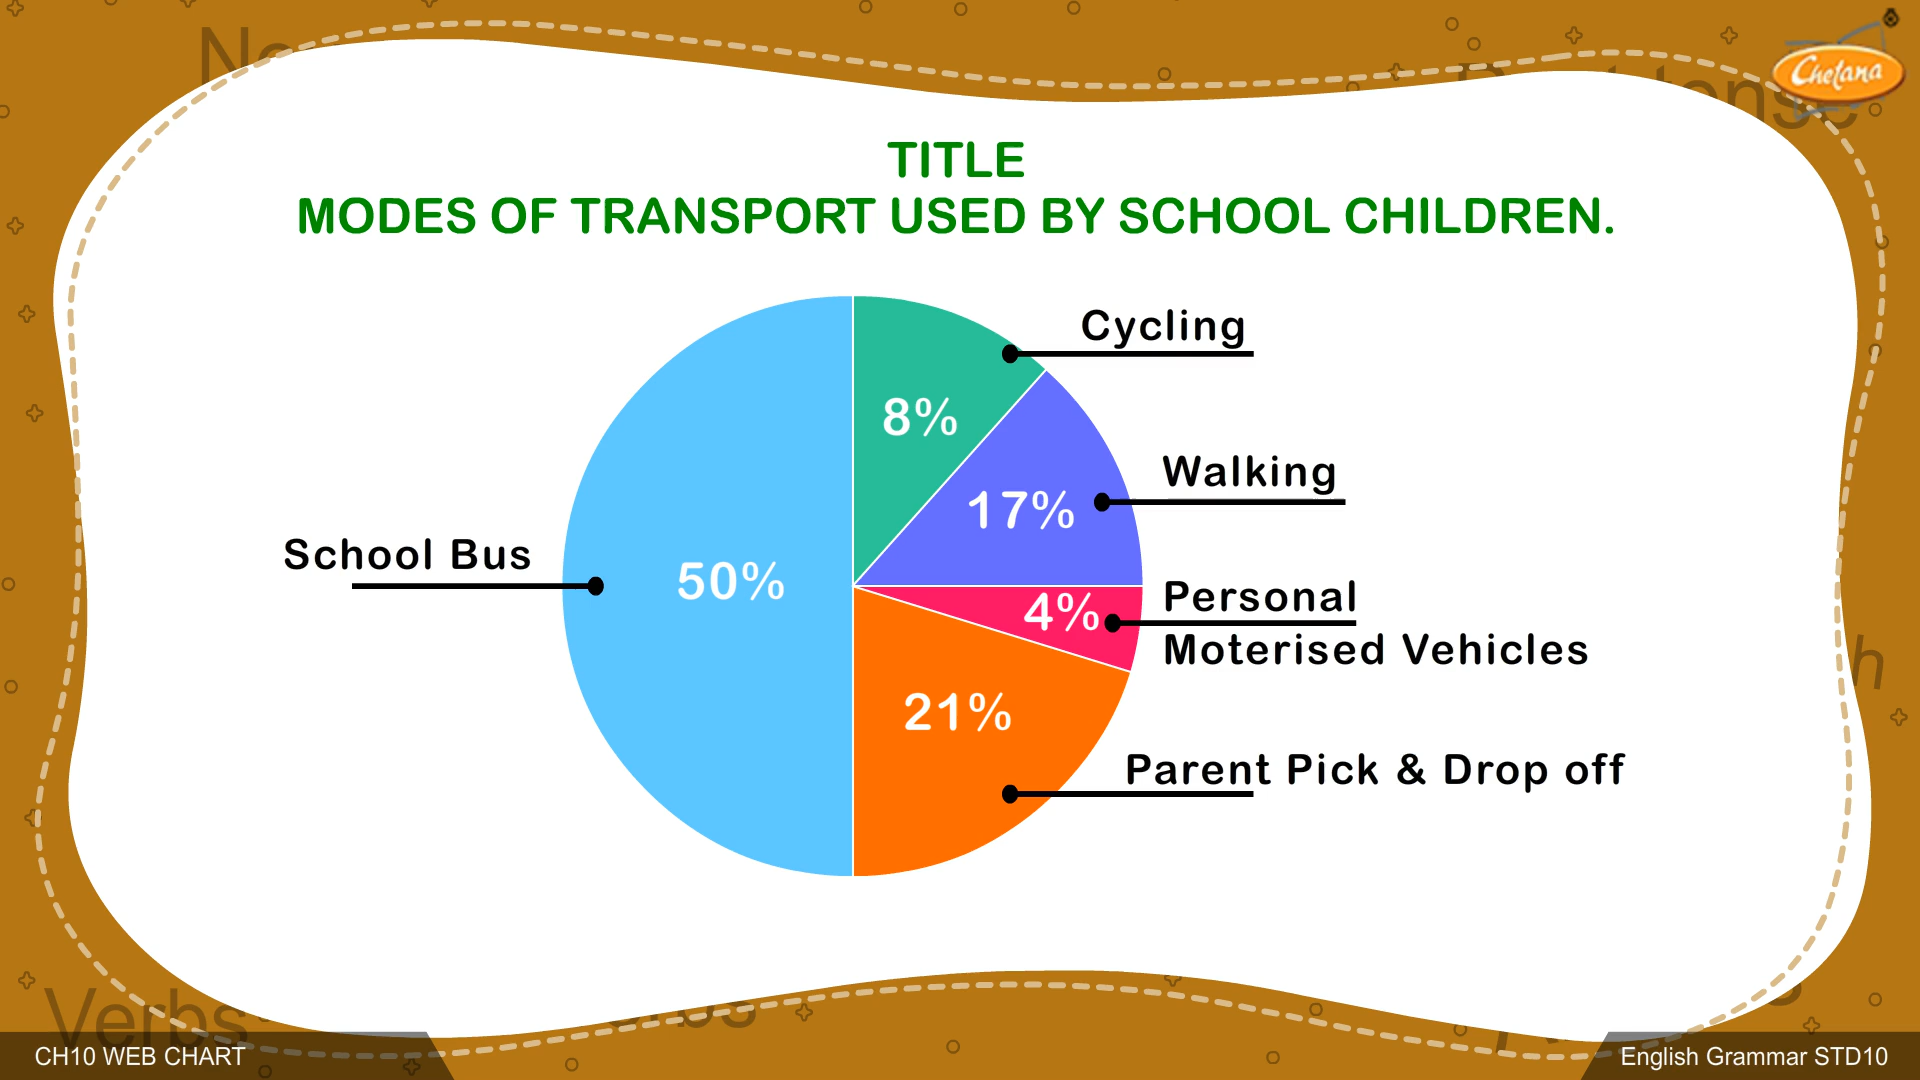 Chetana
TITLE
MODES OF TRANSPORT USED BY SCHOOL CHILDREN.
Cycling
8%
Walking
17%
School Bus
50%
Personal
4%
Moterised Vehicles
21%
Parent Pick & Drop off
Verbs
CH10 WEB CHART
English Grammar STD10